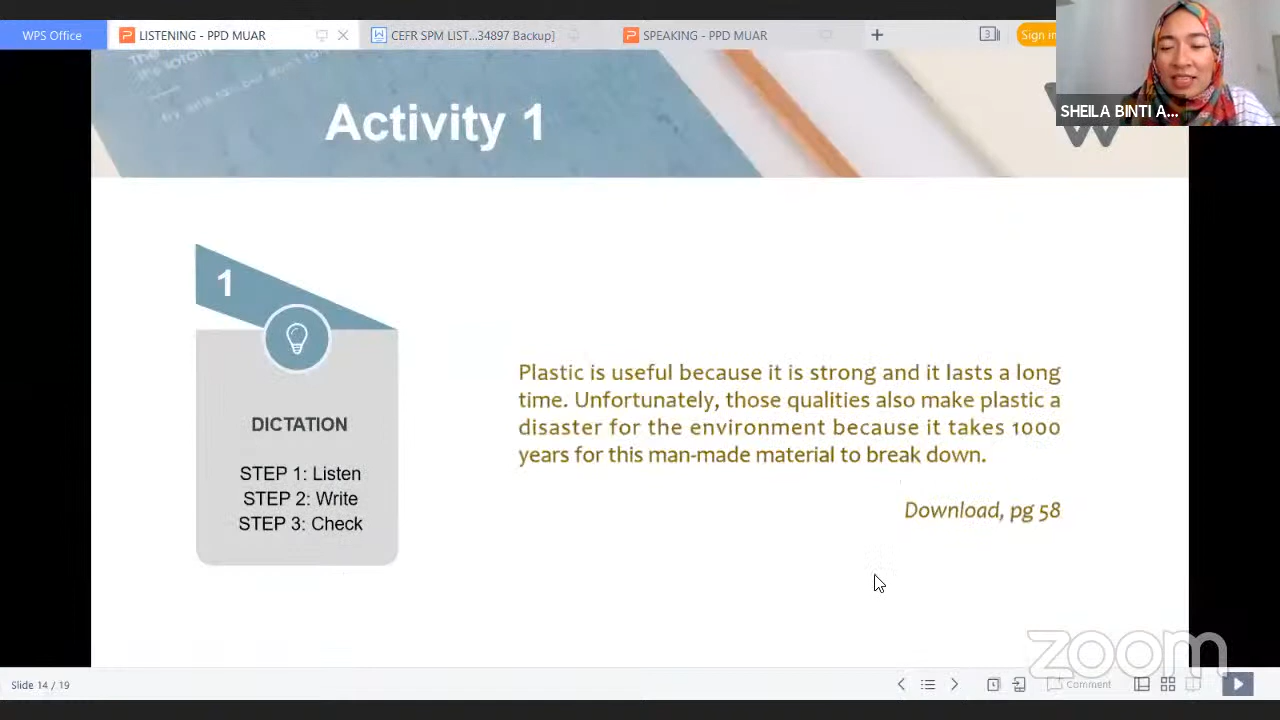 WPS Office
LISTENING - PPD MUAR
CEFR SPM LIST...34897 Backup]
SPEAKING - PPD MUAR
3
Sign in
SHEILA BINTI A...
W
Activity 1
1
DICTATION
STEP 1: Listen
STEP 2: Write
STEP 3: Check
Plastic is useful because it is strong and it lasts a long
time. Unfortunately, those qualities also make plastic a
disaster for the environment because it takes 1000
years for this man-made material to break down.
Download, pg 58
zoom
Slide 14 / 19
Comment